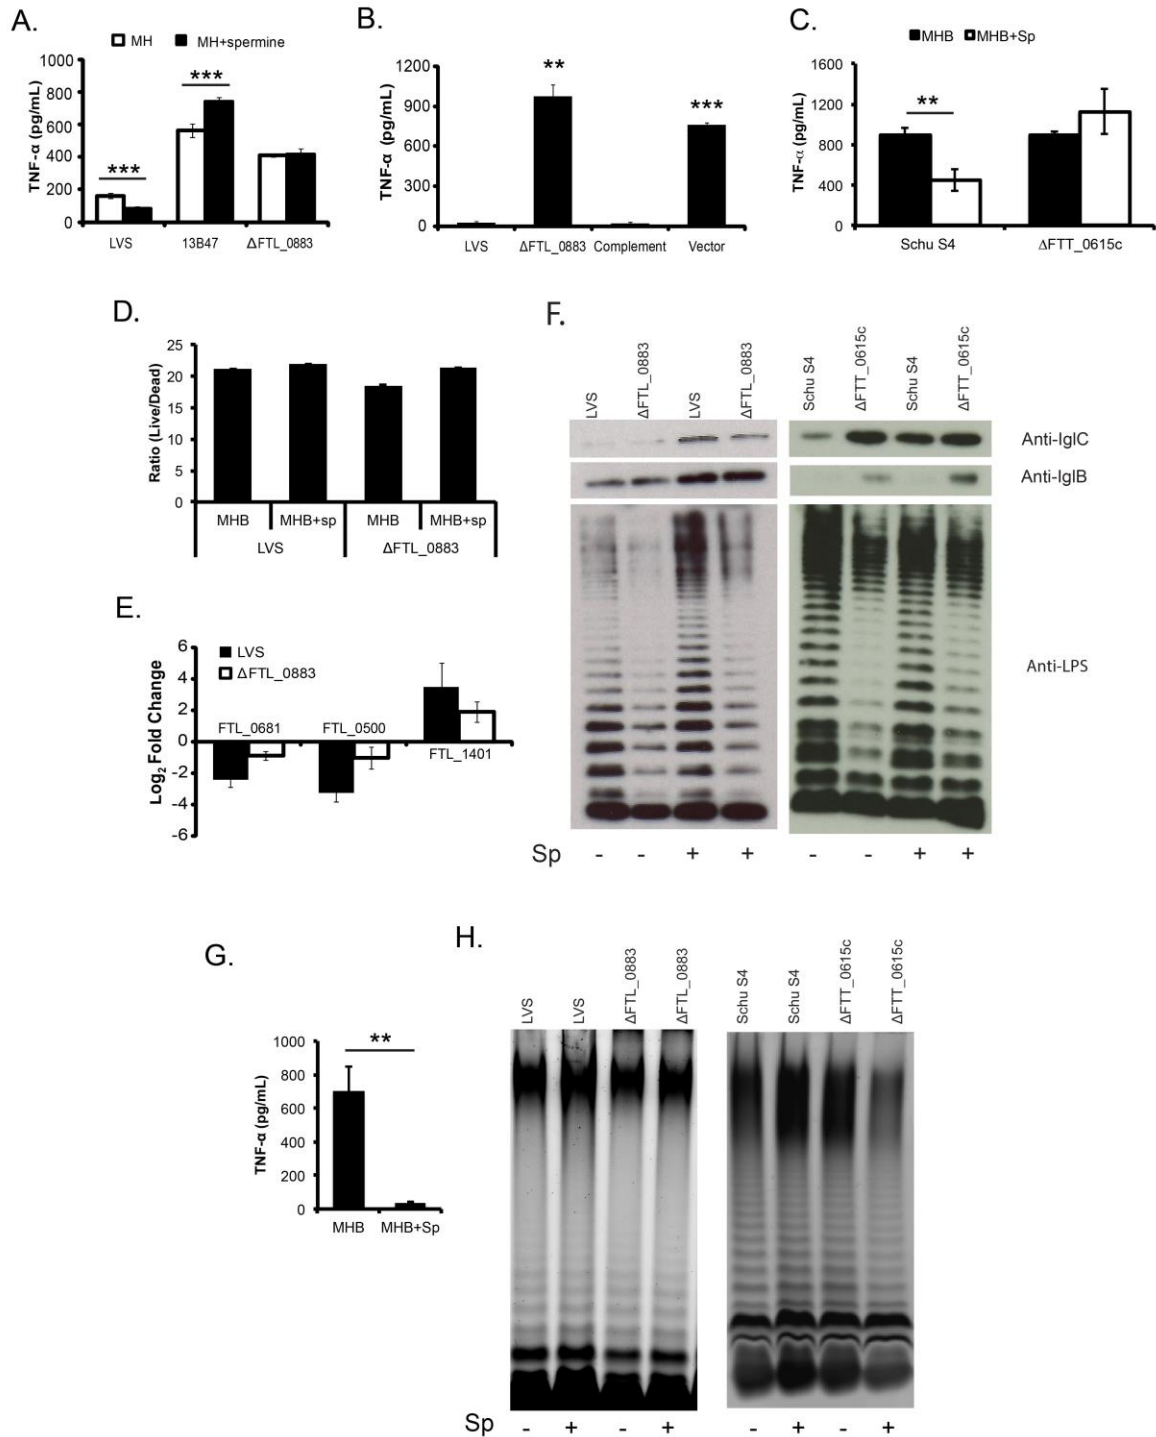 A.
MH MH+spermine
TNF-α (pg/mL)
1000
800
600
400
200
0
***
***
LVS 13B47 ΔFTL_0883
B.
TNF-α (pg/mL)
1200
900
600
300
0
**
***
LVS ΔFTL_0883 Complement Vector
C.
MHB MHB+Sp
TNF-α (pg/mL)
1600
1200
800
400
0
**
Schu S4 ΔFTT_0615c
D.
Ratio (Live/Dead)
25
20
15
10
5
0
MHB MHB+sp MHB MHB+sp
LVS ΔFTL_0883
E.
Log2 Fold Change
6
4
2
0
-2
-4
-6
LVS
ΔFTL_0883
FTL_0681 FTL_0500
FTL_1401
F.
LVS ΔFTL_0883 LVS ΔFTL_0883
Schu S4 ΔFTT_0615c Schu S4 ΔFTT_0615c
Anti-IglC
Anti-IglB
Anti-LPS
Sp - - + + - - + +
G.
TNF-α (pg/mL)
1000
800
600
400
200
0
**
MHB MHB+Sp
H.
LVS LVS ΔFTL_0883 ΔFTL_0883
Schu S4 Schu S4 ΔFTT_0615c ΔFTT_0615c
Sp - + - + - + - +